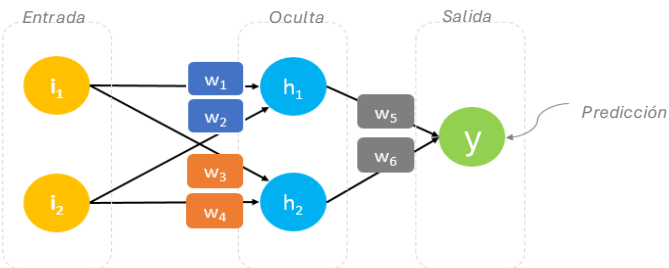 Entrada
Oculta
Salida
i1
w1
h1
w2
w5
Predicción
y
w6
w3
i2
w4
h2